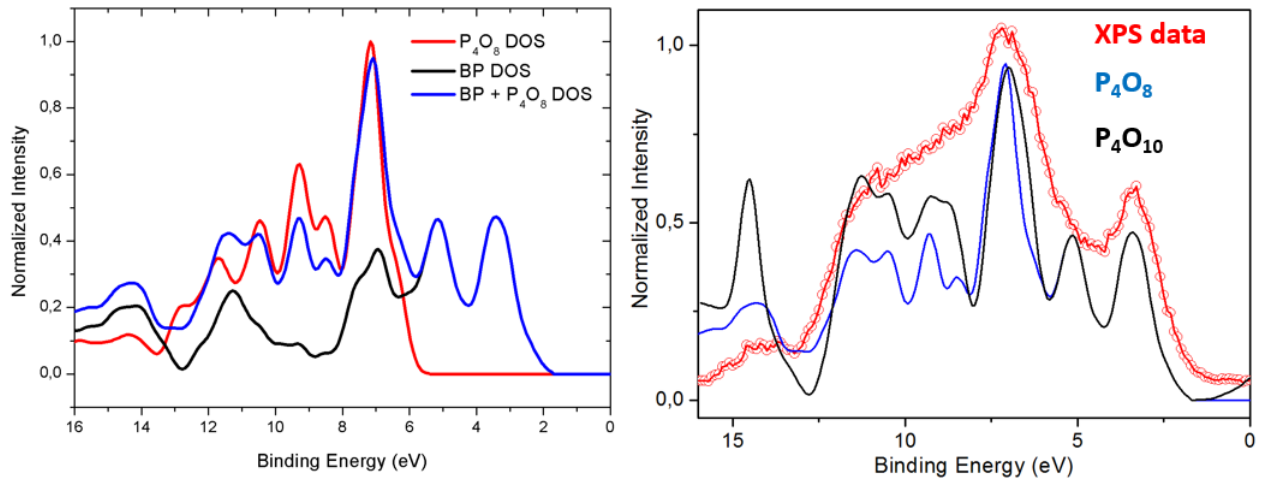 P₄O₈ DOS
BP DOS
BP + P₄O₈ DOS
1,0
0,8
0,6
0,4
0,2
0,0
Normalized Intensity
16 14 12 10 8 6 4 2 0
Binding Energy (eV)
XPS data
P₄O₈
P₄O₁₀
1,0
0,5
0,0
Normalized Intensity
15 10 5 0
Binding Energy (eV)